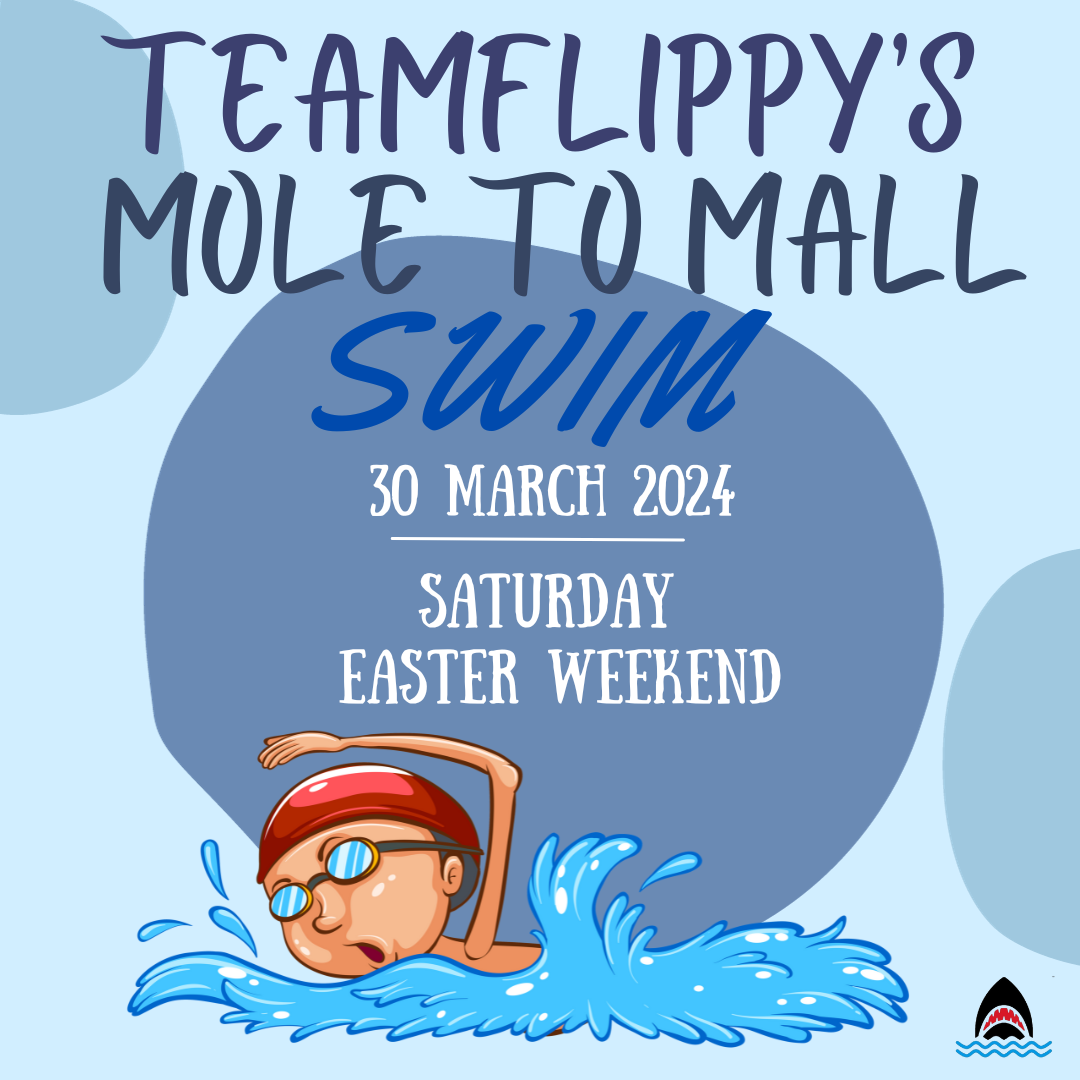 TEAMFLIPPY'S
MOLE TO MALL
SWIM
30 MARCH 2024
SATURDAY
EASTER WEEKEND